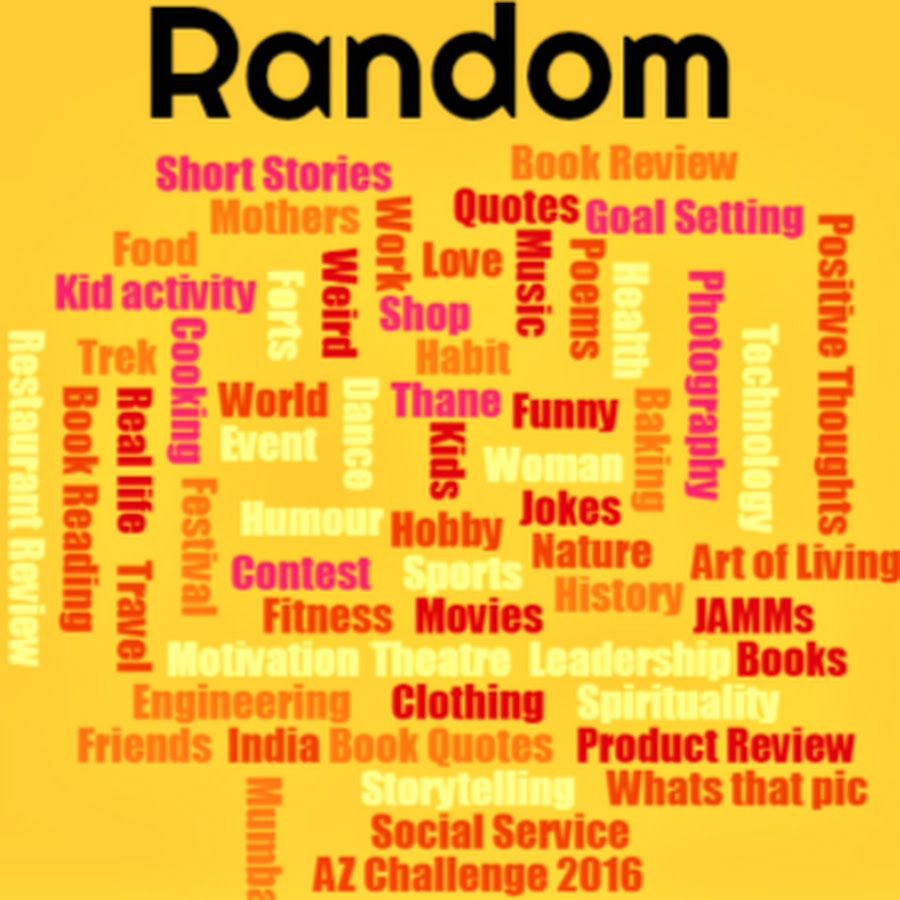 Random
Short Stories
Book Review
Mothers
Work
Quotes
Goal Setting
Food
Weird
Love
Music
Poems
Positive Thoughts
Kid activity
Forts
Shop
Health
Photography
Restaurant Review
Trek
Cooking
Habit
Technology
Book Reading
Real life
World
Dance
Thane
Funny
Baking
Event
Kids
Woman
Festival
Humour
Hobby
Jokes
Travel
Contest
Sports
Nature
Art of Living
Fitness
Movies
History
JAMMs
Motivation
Theatre
Leadership
Books
Engineering
Clothing
Spirituality
Friends
India
Book Quotes
Product Review
Mumba
Storytelling
Whats that pic
Social Service
AZ Challenge 2016